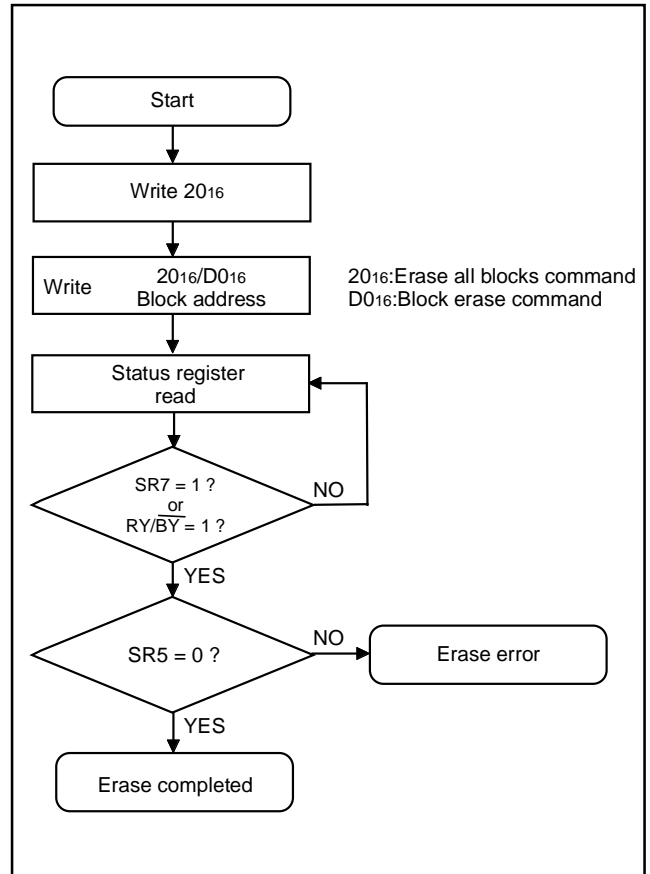 Start
Write 20₁₆
Write 20₁₆/D0₁₆
Block address
20₁₆:Erase all blocks command
D0₁₆:Block erase command
Status register
read
SR7 = 1 ?
or
RY/B̅Y̅ = 1 ?
NO
YES
SR5 = 0 ?
NO
Erase error
YES
Erase completed